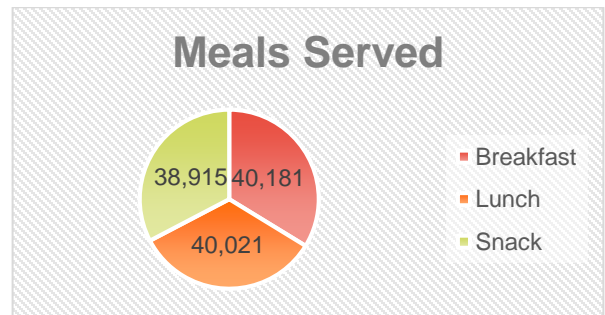 Meals Served
38,915 40,181
40,021
Breakfast
Lunch
Snack